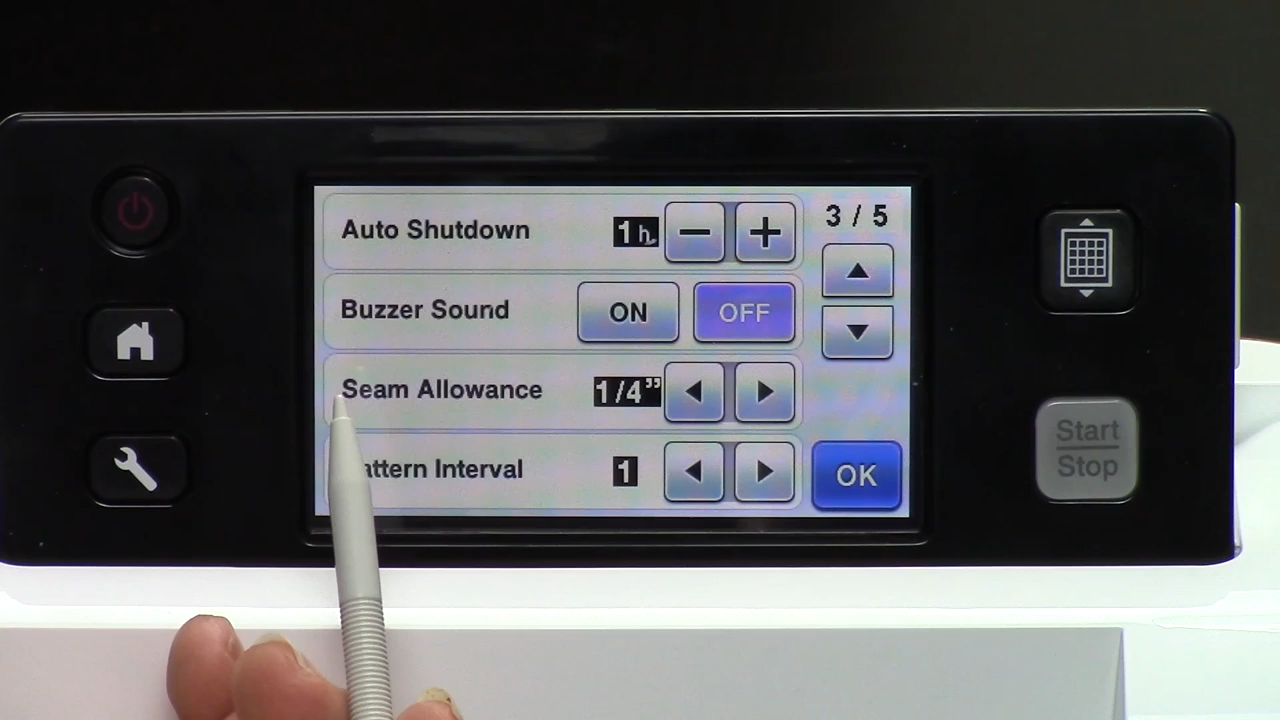 Auto Shutdown 1h − + 3 / 5
Buzzer Sound ON OFF
Seam Allowance 1/4”
attern Interval 1 OK
Start
Stop